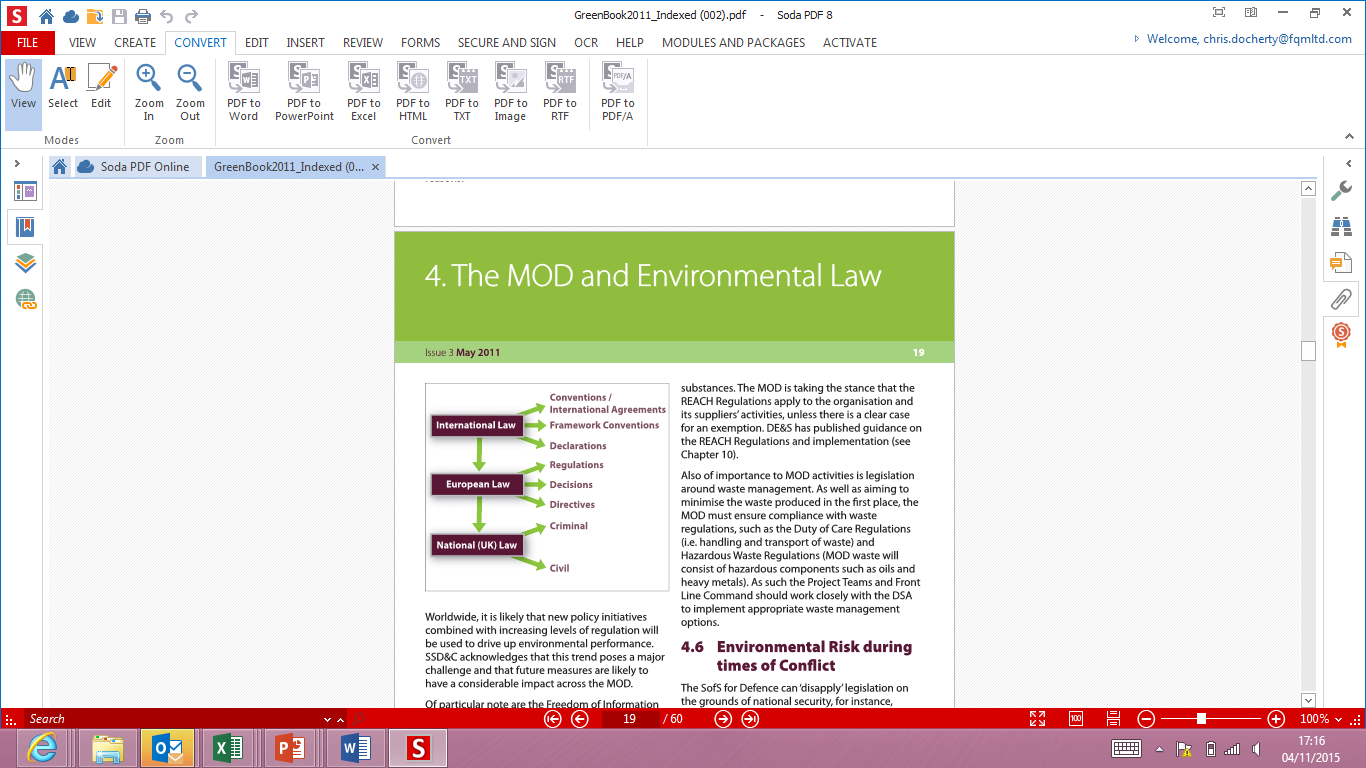 GreenBook2011_Indexed (002).pdf - Soda PDF 8
FILE VIEW CREATE CONVERT EDIT INSERT REVIEW FORMS SECURE AND SIGN OCR HELP MODULES AND PACKAGES ACTIVATE
Welcome, chris.docherty@fqmltd.com
View Select Edit Zoom In Zoom Out PDF to Word PDF to PowerPoint PDF to Excel PDF to HTML PDF to TXT PDF to Image PDF to RTF PDF to PDF/A
Modes Zoom Convert
Soda PDF Online GreenBook2011_Indexed (0...
4. The MOD and Environmental Law
Issue 3 May 2011 19
Conventions /
International Agreements
International Law
Framework Conventions
Declarations
Regulations
European Law
Decisions
Directives
Criminal
National (UK) Law
Civil
Worldwide, it is likely that new policy initiatives
combined with increasing levels of regulation will
be used to drive up environmental performance.
SSD&C acknowledges that this trend poses a major
challenge and that future measures are likely to
have a considerable impact across the MOD.
Of particular note are the Freedom of Information
substances. The MOD is taking the stance that the
REACH Regulations apply to the organisation and
its suppliers' activities, unless there is a clear case
for an exemption. DE&S has published guidance on
the REACH Regulations and implementation (see
Chapter 10).
Also of importance to MOD activities is legislation
around waste management. As well as aiming to
minimise the waste produced in the first place, the
MOD must ensure compliance with waste
regulations, such as the Duty of Care Regulations
(i.e. handling and transport of waste) and
Hazardous Waste Regulations (MOD waste will
consist of hazardous components such as oils and
heavy metals). As such the Project Teams and Front
Line Command should work closely with the DSA
to implement appropriate waste management
options.
4.6 Environmental Risk during
times of Conflict
The SofS for Defence can 'disapply' legislation on
the grounds of national security, for instance,
Search 19 / 60 100%
17:16
04/11/2015